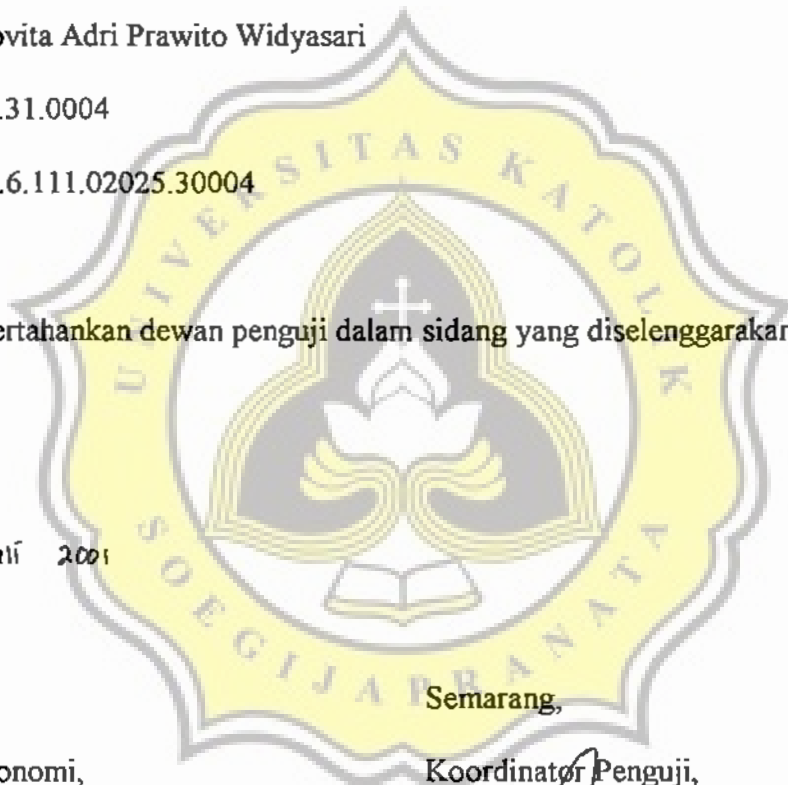 ovita Adri Prawito Widyasari
.31.0004
.6.111.02025.30004
ertahankan dewan penguji dalam sidang yang diselenggarakan
2001
Semarang,
onomi,
Koordinator Penguji,
UNIVERSITAS KATOLIK
SOEGIJAPRANATA